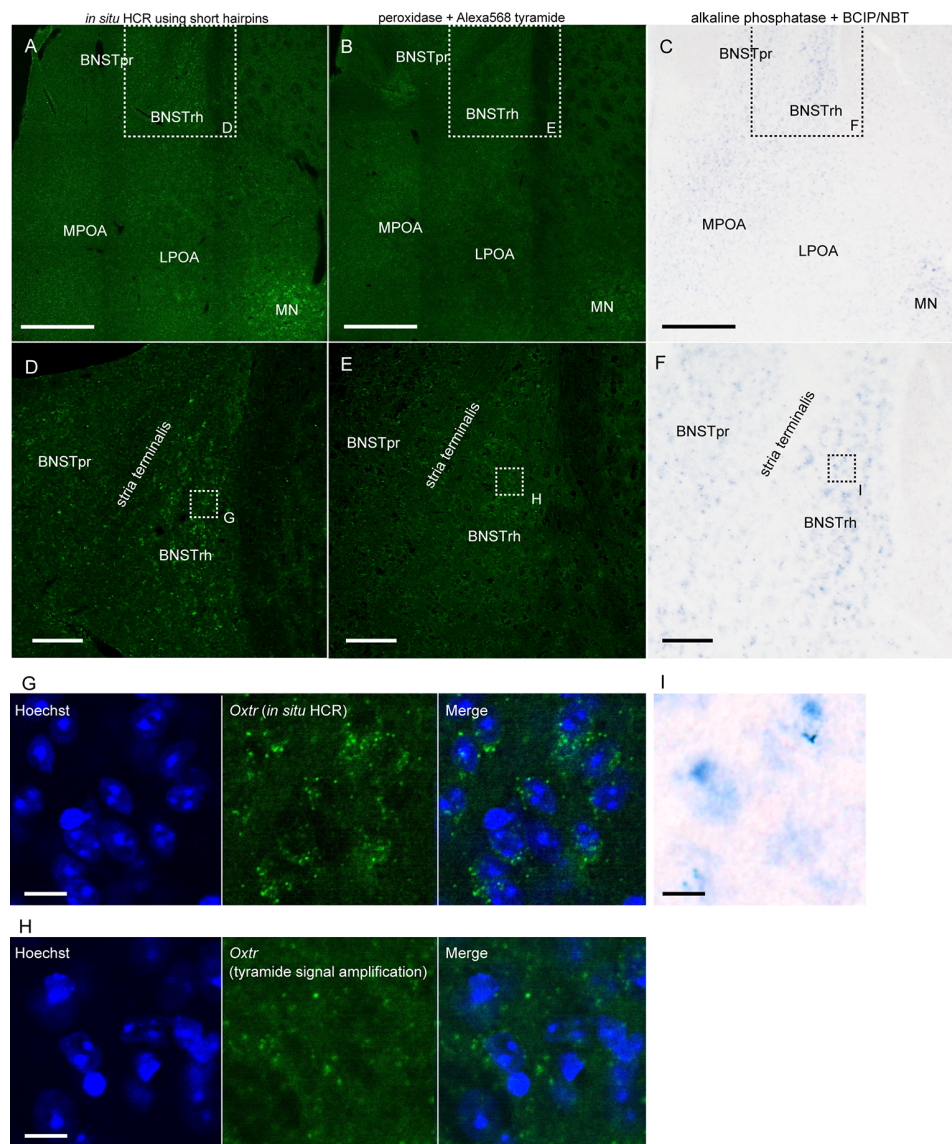 in situ HCR using short hairpins
peroxidase + Alexa568 tyramide
alkaline phosphatase + BCIP/NBT
A
BNSTpr
BNSTrh
D
MPOA
LPOA
MN
B
BNSTpr
BNSTrh
E
MPOA
LPOA
MN
C
BNSTpr
BNSTrh
F
MPOA
LPOA
MN
D
stria terminalis
BNSTpr
G
BNSTrh
E
stria terminalis
BNSTpr
H
BNSTrh
F
stria terminalis
BNSTpr
I
BNSTrh
G
Hoechst
Oxtr (in situ HCR)
Merge
I
H
Hoechst
Oxtr
(tyramide signal amplification)
Merge